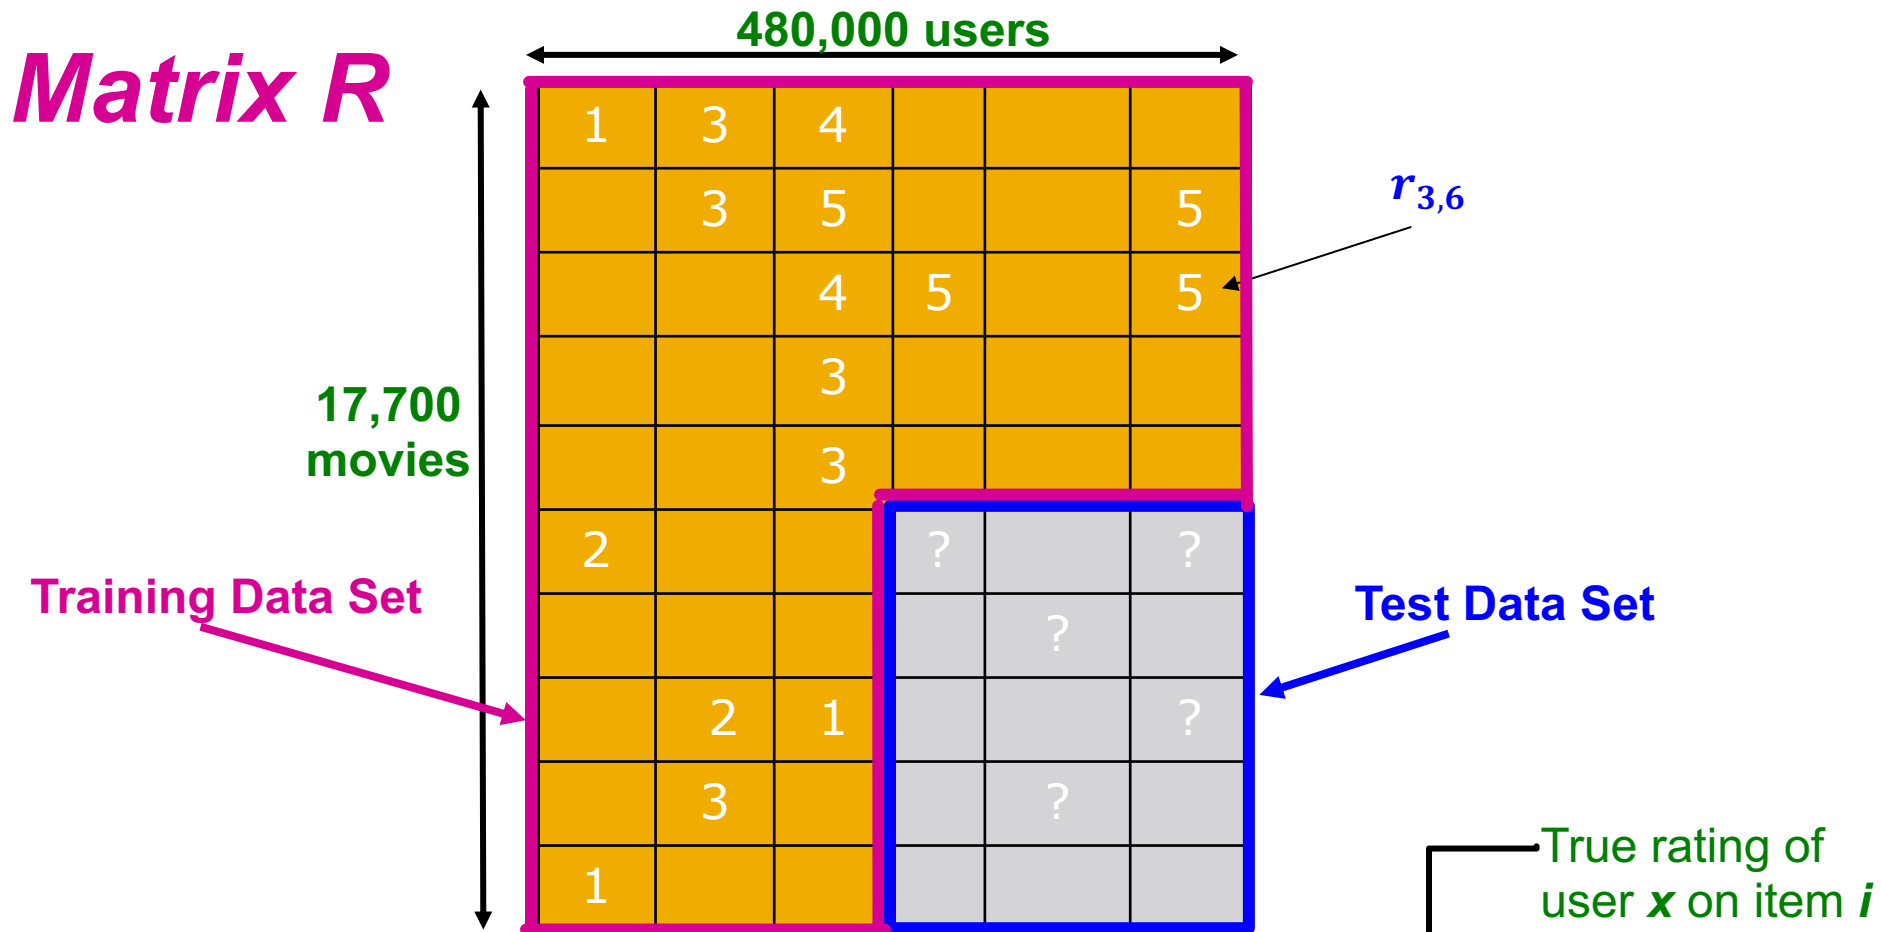 480,000 users
Matrix R
1 3 4
3 5 5
r3,6
4 5 5
3
17,700
movies
3
2 ? ?
Training Data Set
Test Data Set
?
2 1 ?
3 ?
1
True rating of
user x on item i